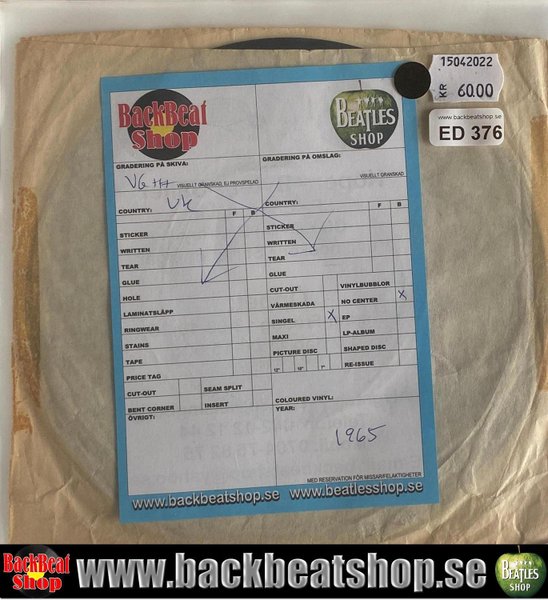 15042022
KR 60.00
www.backbeatshop.se
ED 376
BackBeat Shop
BEATLES SHOP
GRADERING PÅ SKIVA:
GRADERING PÅ OMSLAG:
VG++ VISUELLT GRANSKAD, EJ PROVSPELAD
VISUELLT GRANSKAD
COUNTRY: UK
COUNTRY:
F B
F B
STICKER
WRITTEN
TEAR
GLUE
HOLE
LAMINATSLÄPP
RINGWEAR
STAINS
TAPE
PRICE TAG
CUT-OUT SEAM SPLIT
BENT CORNER INSERT
ÖVRIGT:
STICKER
WRITTEN
TEAR
GLUE
CUT-OUT VINYLBUBBLOR
VÄRMESKADA NO CENTER X
SINGEL X EP
MAXI LP-ALBUM
PICTURE DISC SHAPED DISC
12" 10" 7" RE-ISSUE
COLOURED VINYL:
YEAR:
1965
MED RESERVATION FÖR MISSAR/FELAKTIGHETER
www.backbeatshop.se www.beatlesshop.se
BackBeat Shop www.backbeatshop.se BEATLES SHOP